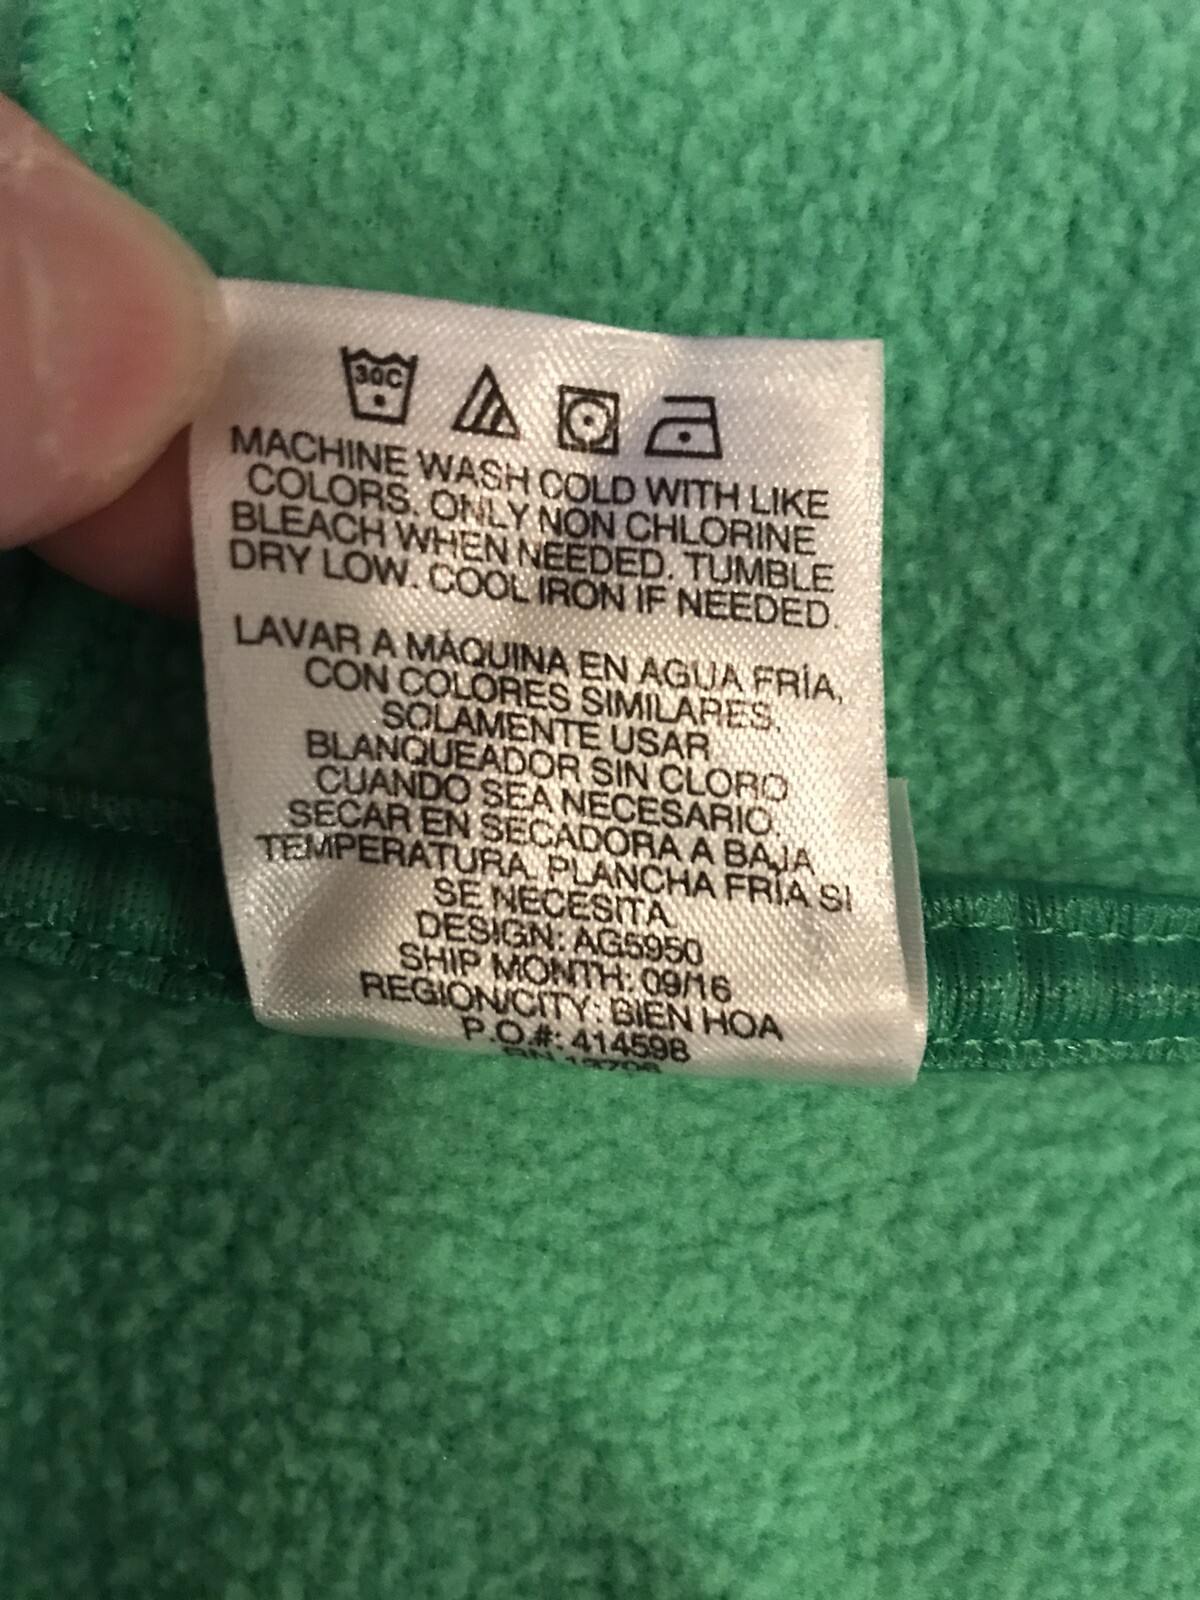 30C
MACHINE WASH COLD WITH LIKE
COLORS. ONLY NON CHLORINE
BLEACH WHEN NEEDED. TUMBLE
DRY LOW. COOL IRON IF NEEDED.
LAVAR A MÁQUINA EN AGUA FRÍA,
CON COLORES SIMILARES.
SOLAMENTE USAR
BLANQUEADOR SIN CLORO
CUANDO SEA NECESARIO.
SECAR EN SECADORA A BAJA
TEMPERATURA. PLANCHA FRÍA SI
SE NECESITA.
DESIGN: AG5950
SHIP MONTH: 09/16
REGION/CITY: BIEN HOA
P.O.#: 414598
RN